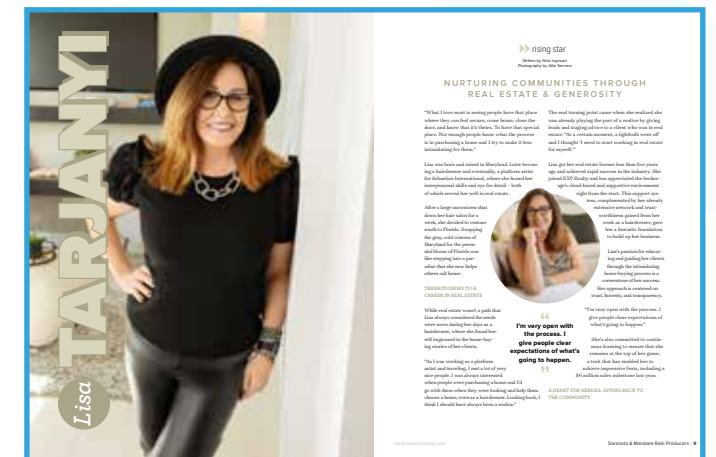 Lisa
TARJANYI
rising star
Written by Nick Ingrisani
Photography by Allie Serrano
NURTURING COMMUNITIES THROUGH
REAL ESTATE & GENEROSITY
"What I love most is seeing people have that place
where they can feel secure, come home, close the
door, and know that it's theirs. To have that special
place. Not enough people know what the process
is in purchasing a home and I try to make it less
intimidating for them."
Lisa was born and raised in Maryland. Later becom-
ing a hairdresser and eventually, a platform artist
for Sebastian International, where she honed her
interpersonal skills and eye for detail – both
of which served her well in real estate.
After a large snowstorm shut
down her hair salon for a
week, she decided to venture
south to Florida. Swapping
the gray, cold winters of
Maryland for the peren-
nial bloom of Florida was
like stepping into a par-
adise that she now helps
others call home.
TRANSITIONING TO A
CAREER IN REAL ESTATE
While real estate wasn't a path that
Lisa always considered the seeds
were sown during her days as a
hairdresser, where she found her-
self engrossed in the home-buy-
ing stories of her clients.
"As I was working as a platform
artist and traveling, I met a lot of very
nice people. I was always interested
when people were purchasing a home and I'd
go with them when they were looking and help them
choose a home, even as a hairdresser. Looking back, I
think I should have always been a realtor."
The real turning point came when she realized she
was already playing the part of a realtor by giving
leads and staging advice to a client who was in real
estate. "At a certain moment, a lightbulb went off
and I thought 'I need to start working in real estate
for myself.'"
Lisa got her real estate license less than five years
ago and achieved rapid success in the industry. She
joined EXP Realty and has appreciated the broker-
age's cloud-based and supportive environment
right from the start. This support sys-
tem, complemented by her already
extensive network and trust-
worthiness gained from her
work as a hairdresser, gave
her a fantastic foundation
to build up her business.
Lisa's passion for educat-
ing and guiding her clients
through the intimidating
home-buying process is a
cornerstone of her success.
Her approach is centered on
trust, honesty, and transparency.
"I'm very open with the process. I
give people clear expectations of
what's going to happen."
She's also committed to contin-
uous learning to ensure that she
remains at the top of her game,
a trait that has enabled her to
achieve impressive feats, including a
$6 million sales milestone last year.
A HEART FOR HEROES: GIVING BACK TO
THE COMMUNITY
“
I'm very open with
the process. I
give people clear
expectations of what's
going to happen.
”
Sarasota & Manatee Real Producers · 9